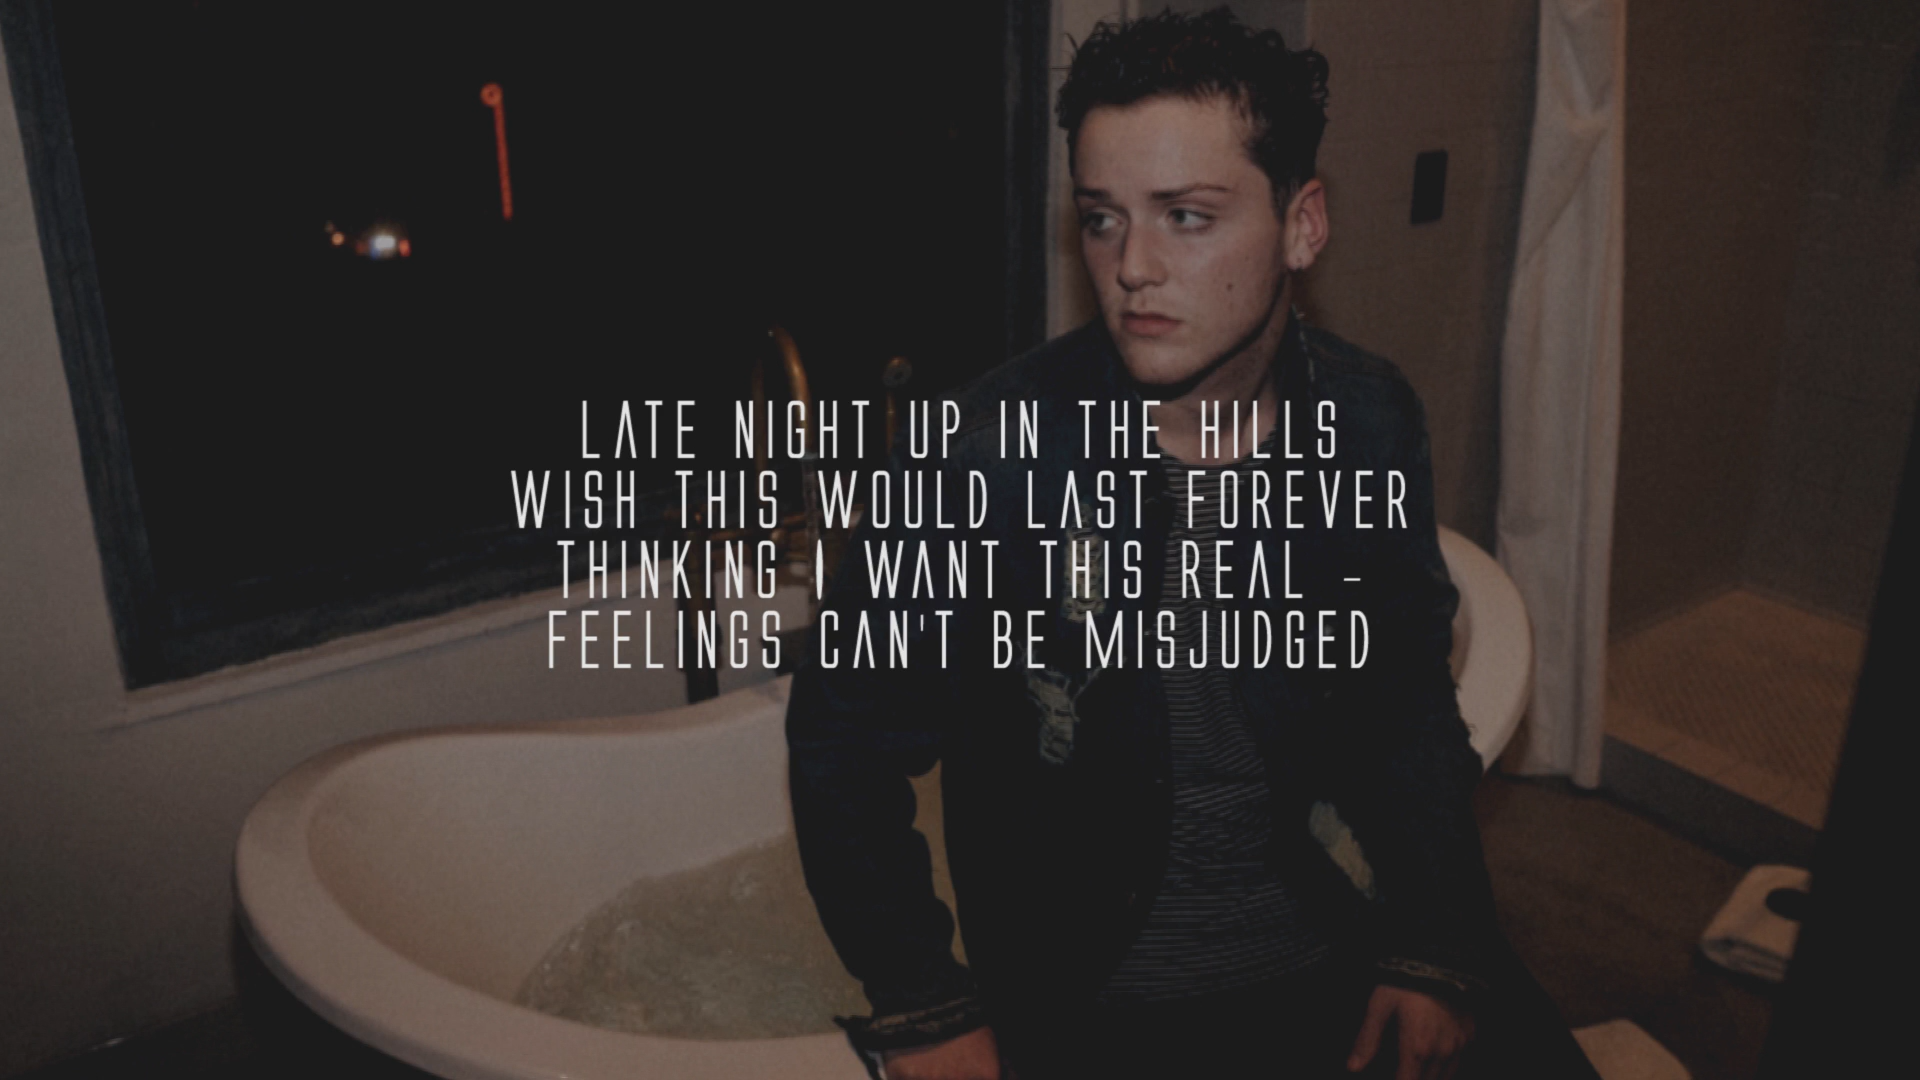 LATE NIGHT UP IN THE HILLS
WISH THIS WOULD LAST FOREVER
THINKING I WANT THIS REAL -
FEELINGS CAN'T BE MISJUDGED